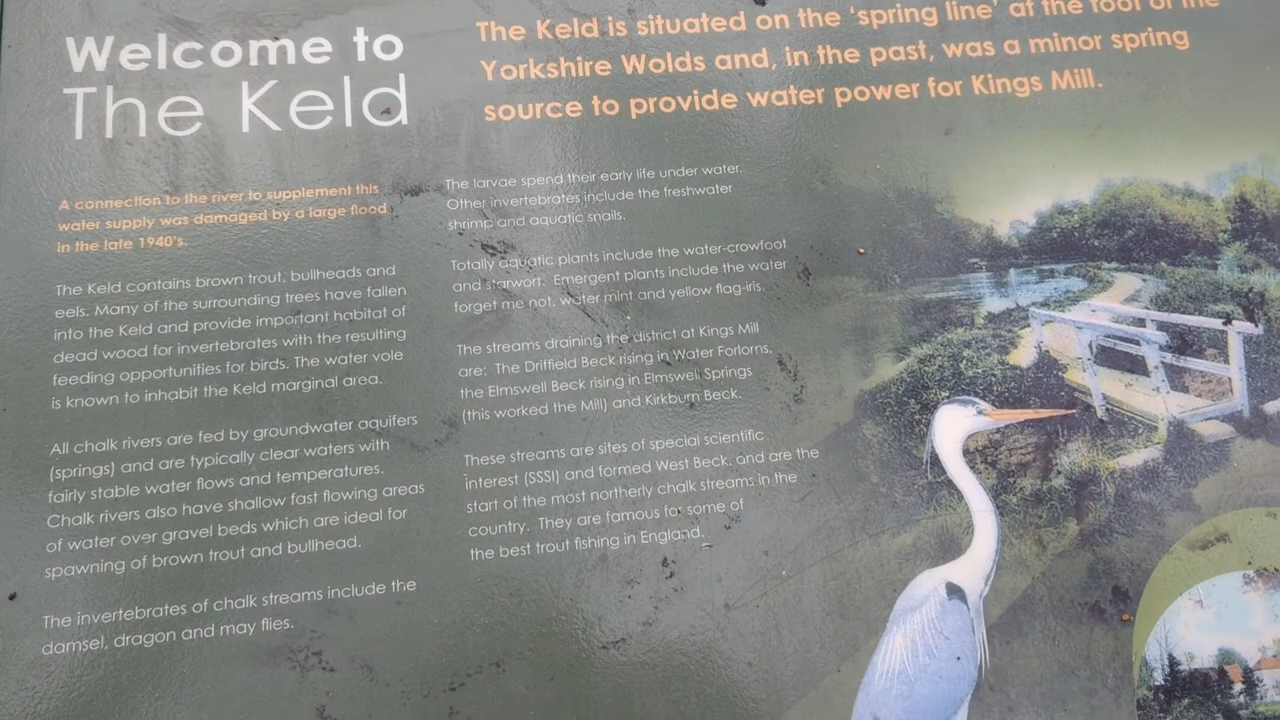 Welcome to
The Keld
The Keld is situated on the ‘spring line’ at the foot of the
Yorkshire Wolds and, in the past, was a minor spring
source to provide water power for Kings Mill.
A connection to the river to supplement this
water supply was damaged by a large flood
in the late 1940's.
The Keld contains brown trout, bullheads and
eels. Many of the surrounding trees have fallen
into the Keld and provide important habitat of
dead wood for invertebrates with the resulting
feeding opportunities for birds. The water vole
is known to inhabit the Keld marginal area.
All chalk rivers are fed by groundwater aquifers
(springs) and are typically clear waters with
fairly stable water flows and temperatures.
Chalk rivers also have shallow fast flowing areas
of water over gravel beds which are ideal for
spawning of brown trout and bullhead.
The invertebrates of chalk streams include the
damsel, dragon and may flies.
The larvae spend their early life under water.
Other invertebrates include the freshwater
shrimp and aquatic snails.
Totally aquatic plants include the water-crowfoot
and starwort. Emergent plants include the water
forget me not, water mint and yellow flag-iris.
The streams draining the district at Kings Mill
are: The Driffield Beck rising in Water Forlorns,
the Elmswell Beck rising in Elmswell Springs
(this worked the Mill) and Kirkburn Beck.
These streams are sites of special scientific
interest (SSSI) and formed West Beck, and are the
start of the most northerly chalk streams in the
country. They are famous for some of
the best trout fishing in England.